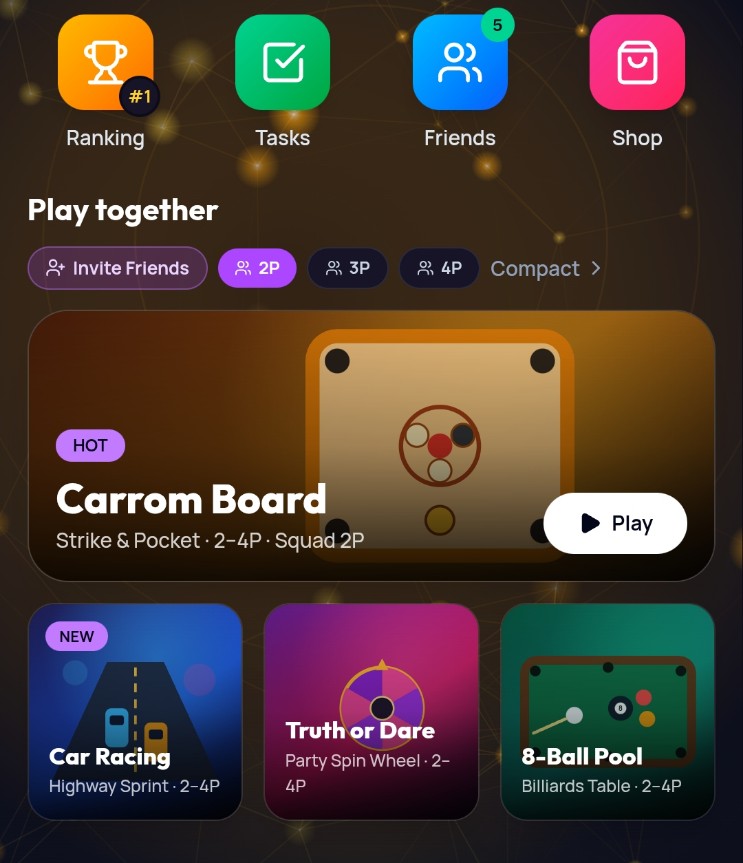 5
#1
Ranking
Tasks
Friends
Shop
Play together
Invite Friends
2P
3P
4P
Compact
HOT
Carrom Board
Strike & Pocket · 2–4P · Squad 2P
Play
NEW
Car Racing
Highway Sprint · 2–4P
Truth or Dare
Party Spin Wheel · 2–
4P
8
8-Ball Pool
Billiards Table · 2–4P